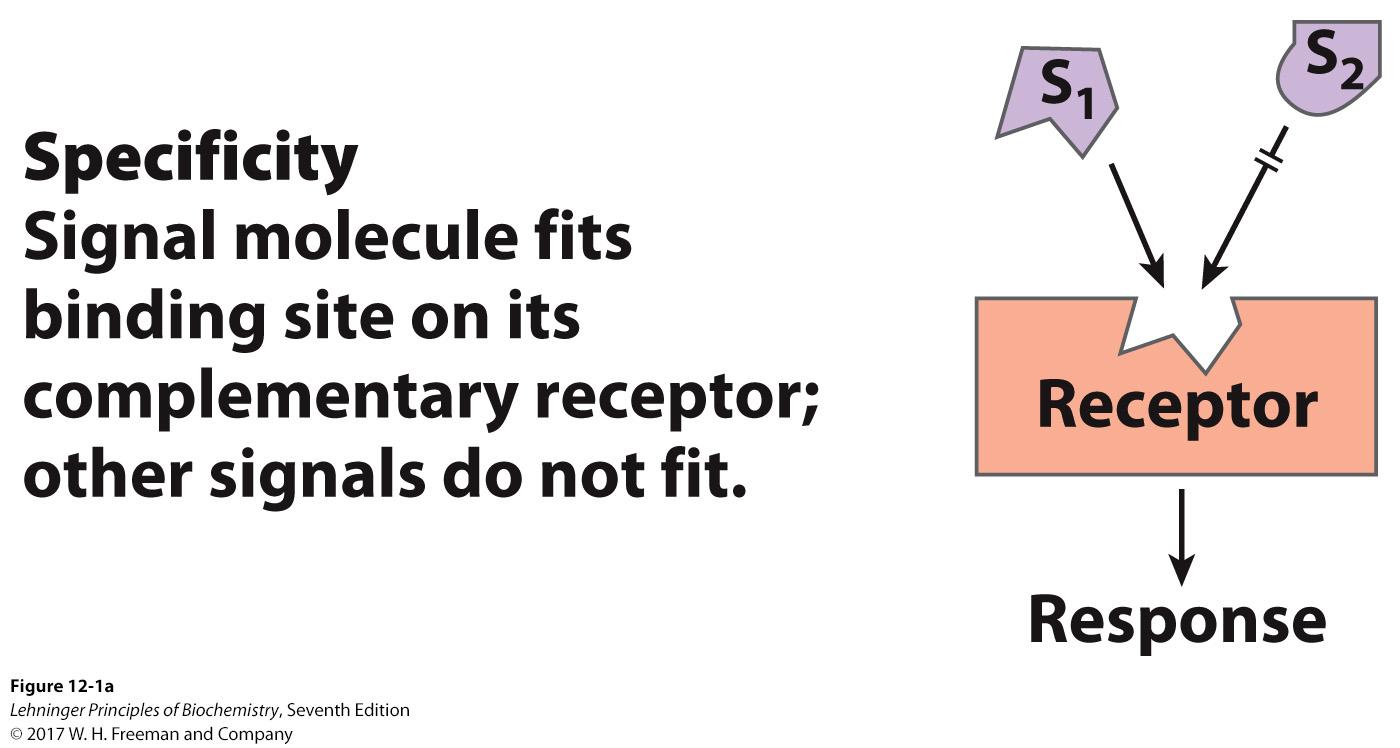 Specificity
Signal molecule fits
binding site on its
complementary receptor;
other signals do not fit.
S₁
S₂
Receptor
Response
Figure 12-1a
Lehninger Principles of Biochemistry, Seventh Edition
© 2017 W. H. Freeman and Company